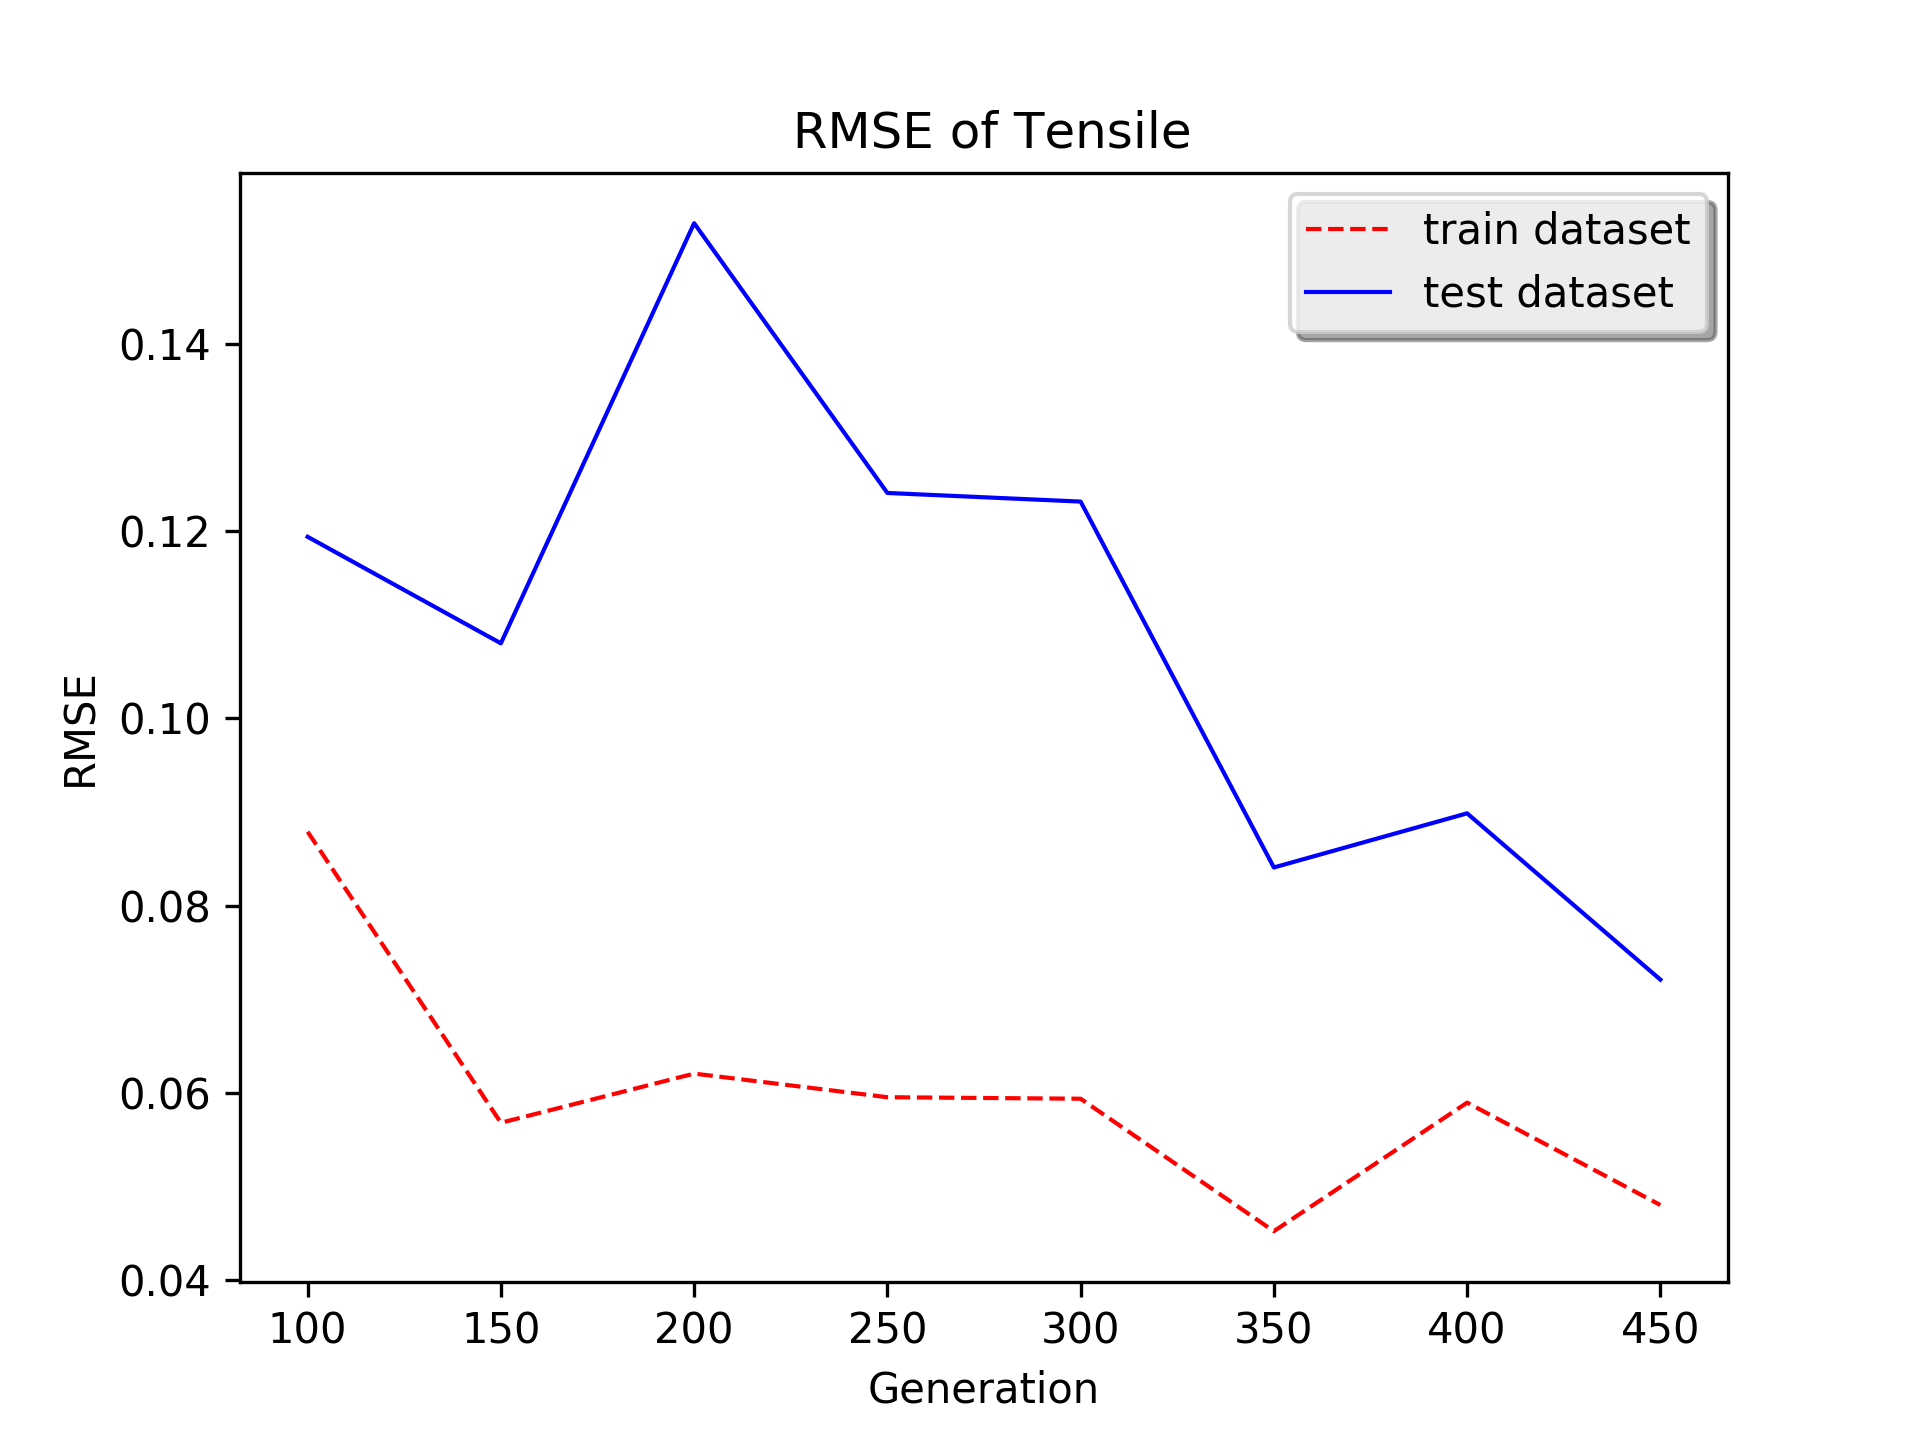 RMSE of Tensile
train dataset
test dataset
0.14
0.12
0.10
0.08
0.06
0.04
RMSE
100 150 200 250 300 350 400 450
Generation